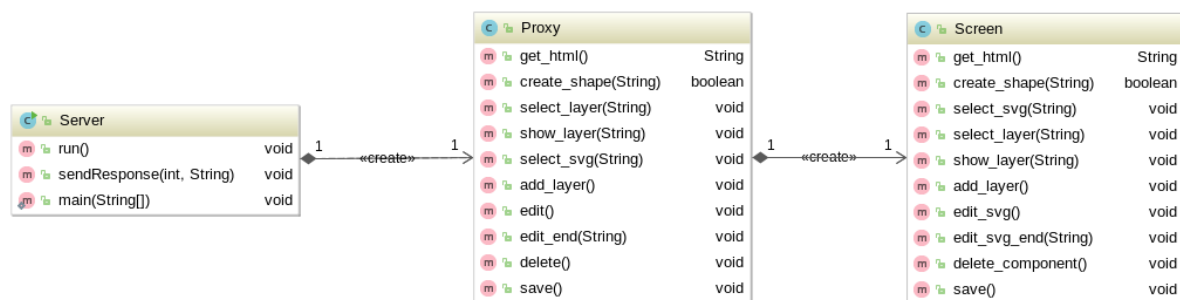 Server
run() void
sendResponse(int, String) void
main(String[]) void
1 «create» 1
Proxy
get_html() String
create_shape(String) boolean
select_layer(String) void
show_layer(String) void
select_svg(String) void
add_layer() void
edit() void
edit_end(String) void
delete() void
save() void
1 «create» 1
Screen
get_html() String
create_shape(String) boolean
select_svg(String) void
select_layer(String) void
show_layer(String) void
add_layer() void
edit_svg() void
edit_svg_end(String) void
delete_component() void
save() void